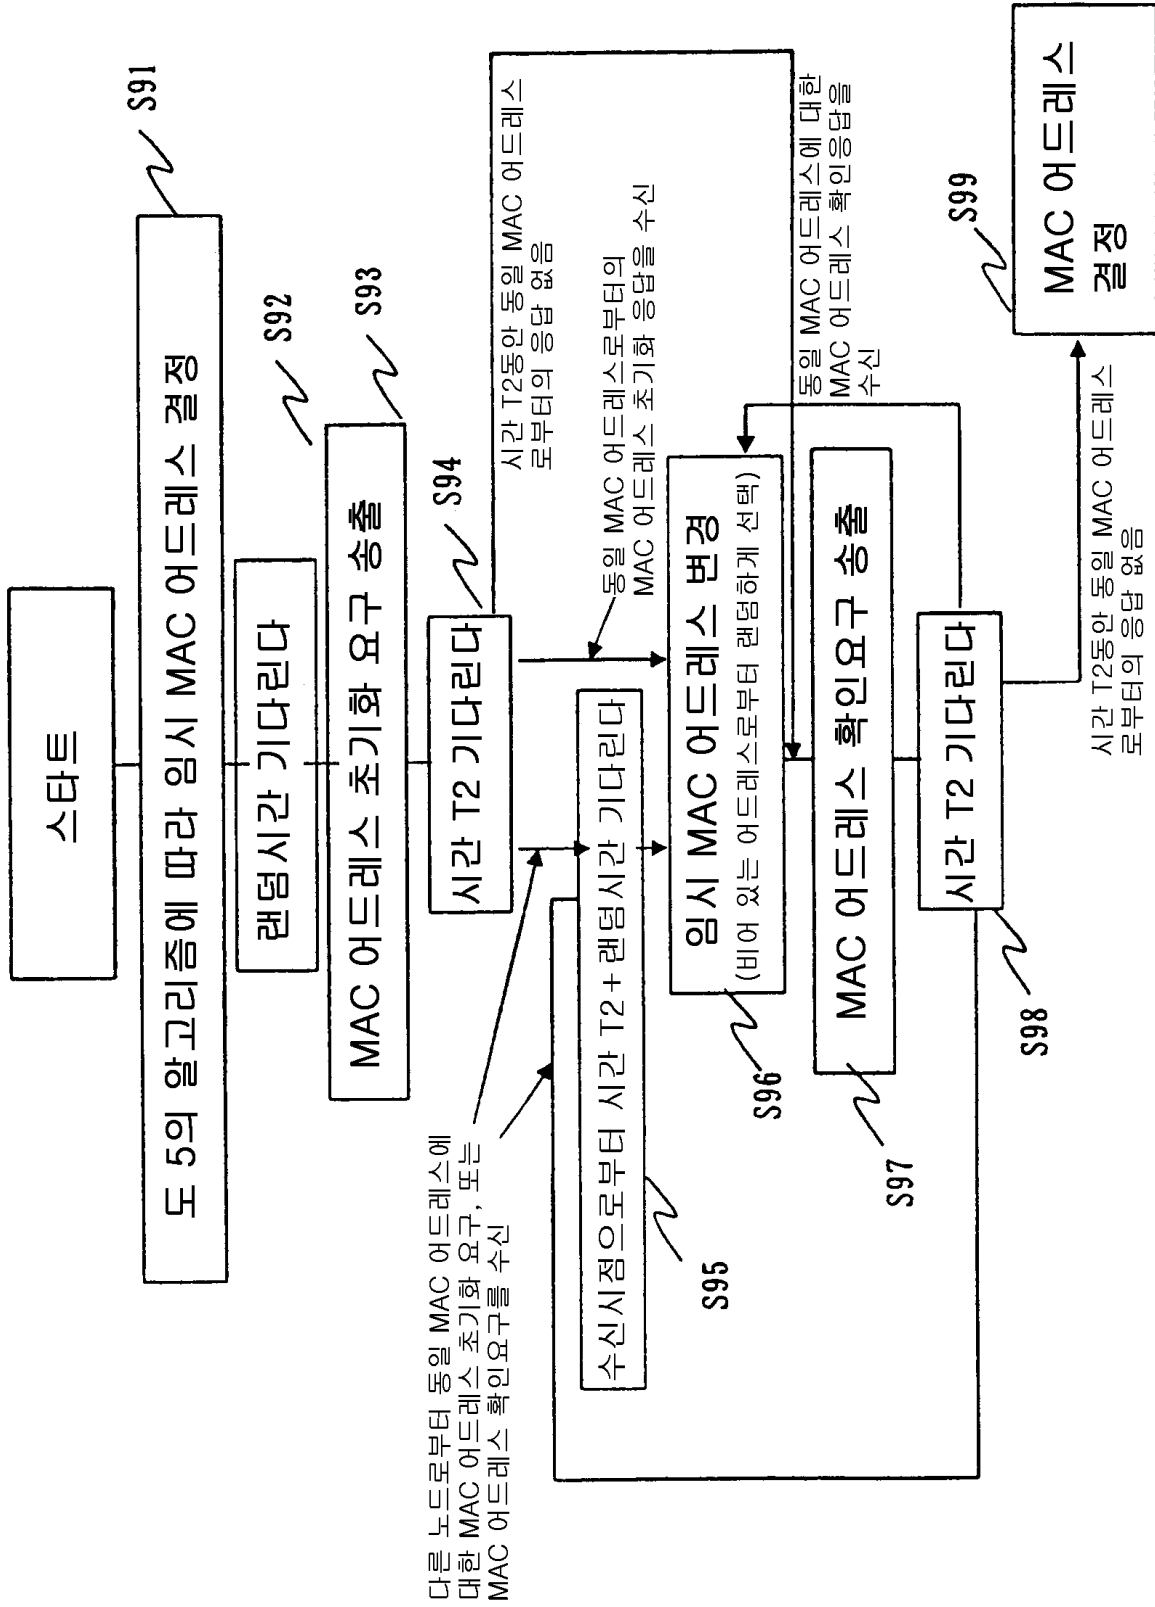 스타트
S91
도 5의 알고리즘에 따라 임시 MAC 어드레스 결정
S92
랜덤시간 기다린다
S93
MAC 어드레스 초기화 요구 송출
S94
시간 T2 기다린다
시간 T2동안 동일 MAC 어드레스
로부터의 응답 없음
다른 노드로부터 동일 MAC 어드레스에
대한 MAC 어드레스 초기화 요구, 또는
MAC 어드레스 확인요구를 수신
동일 MAC 어드레스로부터의
MAC 어드레스 초기화 응답을 수신
수신시점으로부터 시간 T2+랜덤시간 기다린다
S95
임시 MAC 어드레스 변경
(비어 있는 어드레스로부터 랜덤하게 선택)
S96
동일 MAC 어드레스에 대한
MAC 어드레스 확인응답을
수신
MAC 어드레스 확인요구 송출
S97
시간 T2 기다린다
S98
시간 T2동안 동일 MAC 어드레스
로부터의 응답 없음
S99
MAC 어드레스
결정